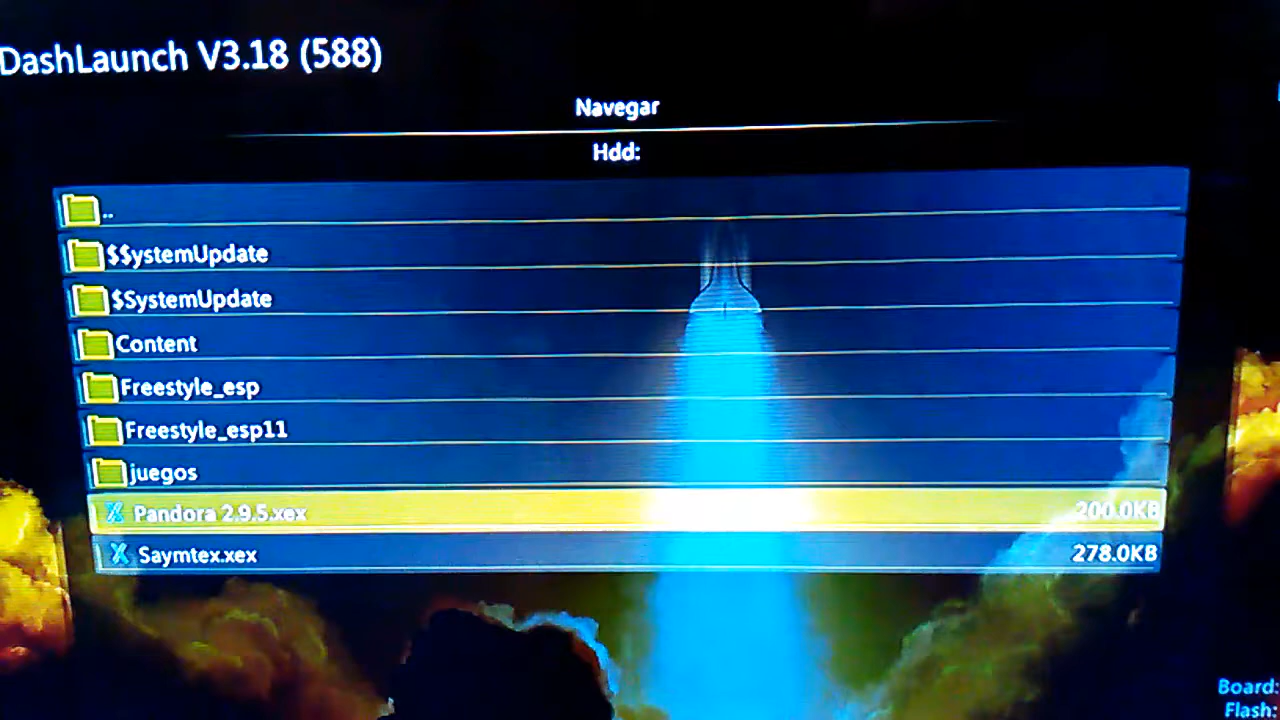 DashLaunch V3.18 (588)
Navegar
Hdd:
..
$$ystemUpdate
$SystemUpdate
Content
Freestyle_esp
Freestyle_esp11
juegos
Pandora 2.9.5.xex 200.0KB
Saymtex.xex 278.0KB
Board:
Flash: